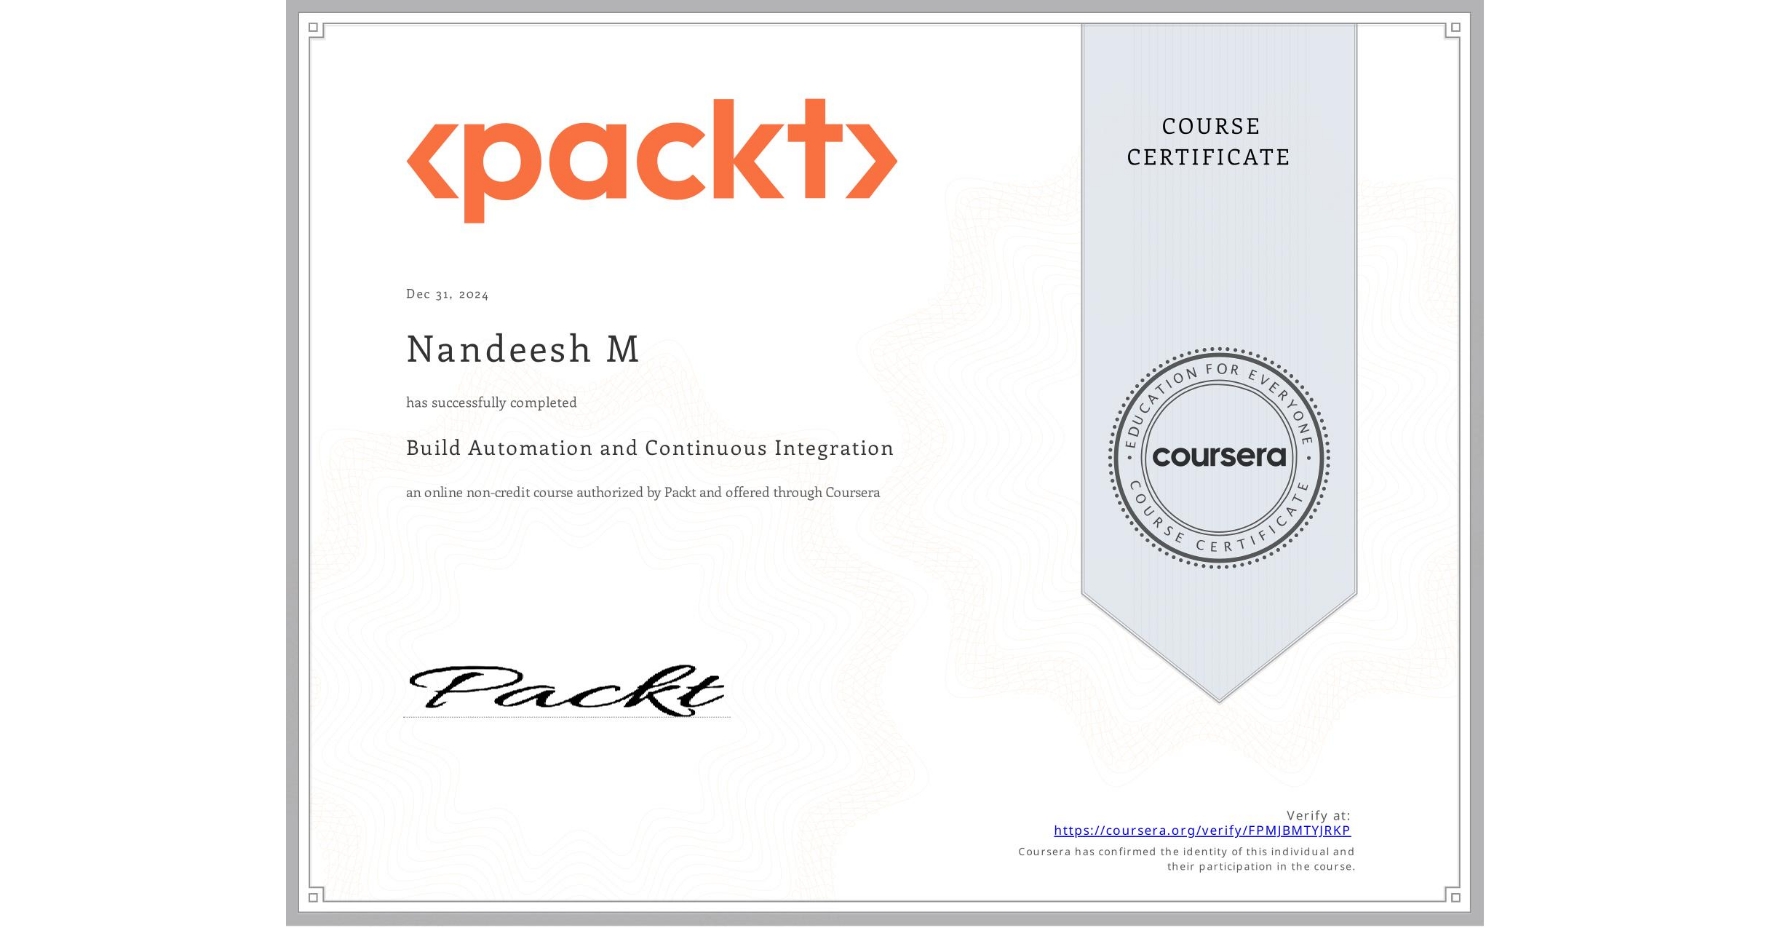 <packt>
COURSE
CERTIFICATE
Dec 31, 2024
Nandeesh M
has successfully completed
Build Automation and Continuous Integration
an online non-credit course authorized by Packt and offered through Coursera
EDUCATION FOR EVERYONE
coursera
COURSE CERTIFICATE
Packt
Verify at:
https://coursera.org/verify/FPMJBMTYJRKP
Coursera has confirmed the identity of this individual and
their participation in the course.